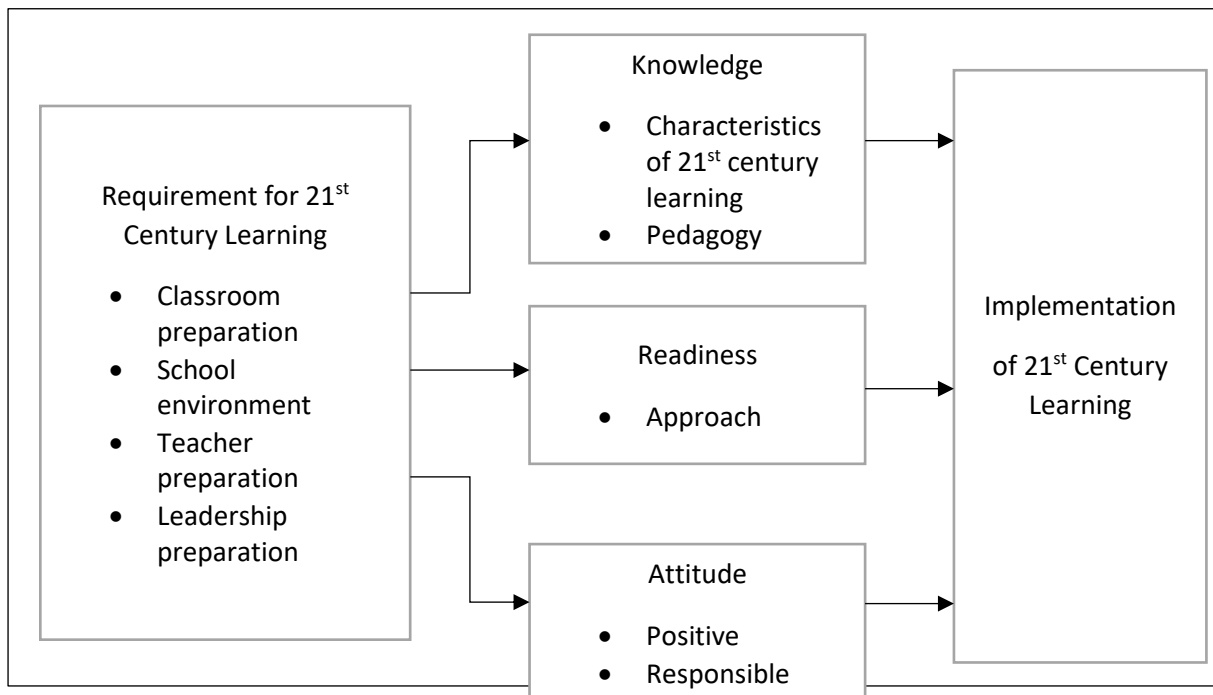 Requirement for 21st
Century Learning
• Classroom
preparation
• School
environment
• Teacher
preparation
• Leadership
preparation
Knowledge
• Characteristics
of 21st century
learning
• Pedagogy
Readiness
• Approach
Attitude
• Positive
• Responsible
Implementation
of 21st Century
Learning